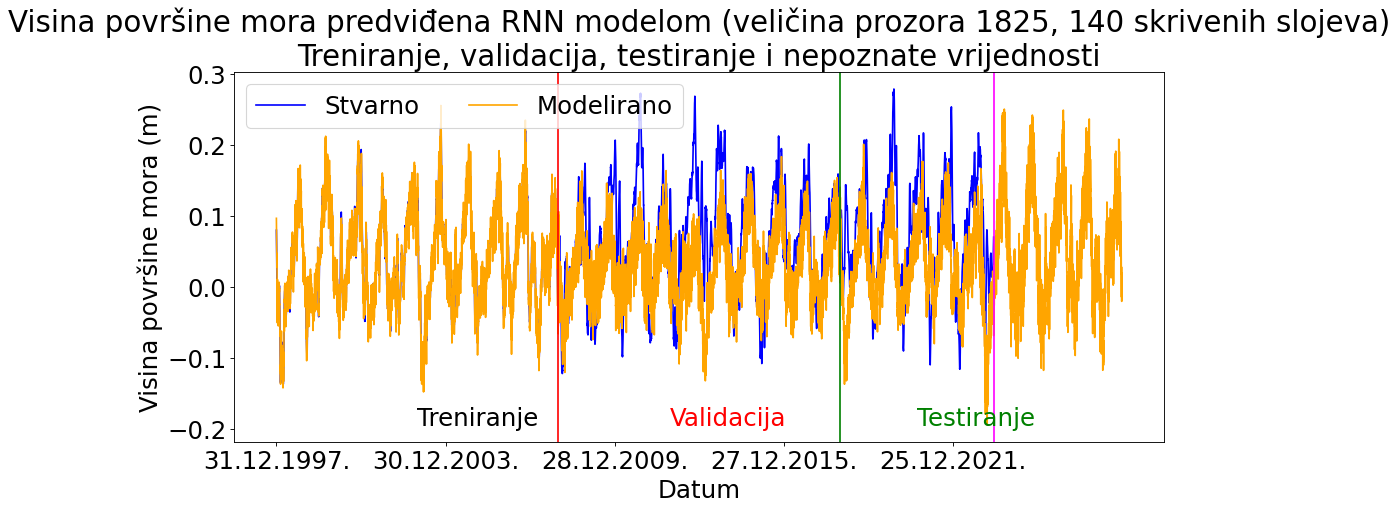 Visina površine mora predviđena RNN modelom (veličina prozora 1825, 140 skrivenih slojeva)
Treniranje, validacija, testiranje i nepoznate vrijednosti
Stvarno Modelirano
Visina površine mora (m)
0.3
0.2
0.1
0.0
−0.1
−0.2
Treniranje Validacija Testiranje
31.12.1997. 30.12.2003. 28.12.2009. 27.12.2015. 25.12.2021.
Datum